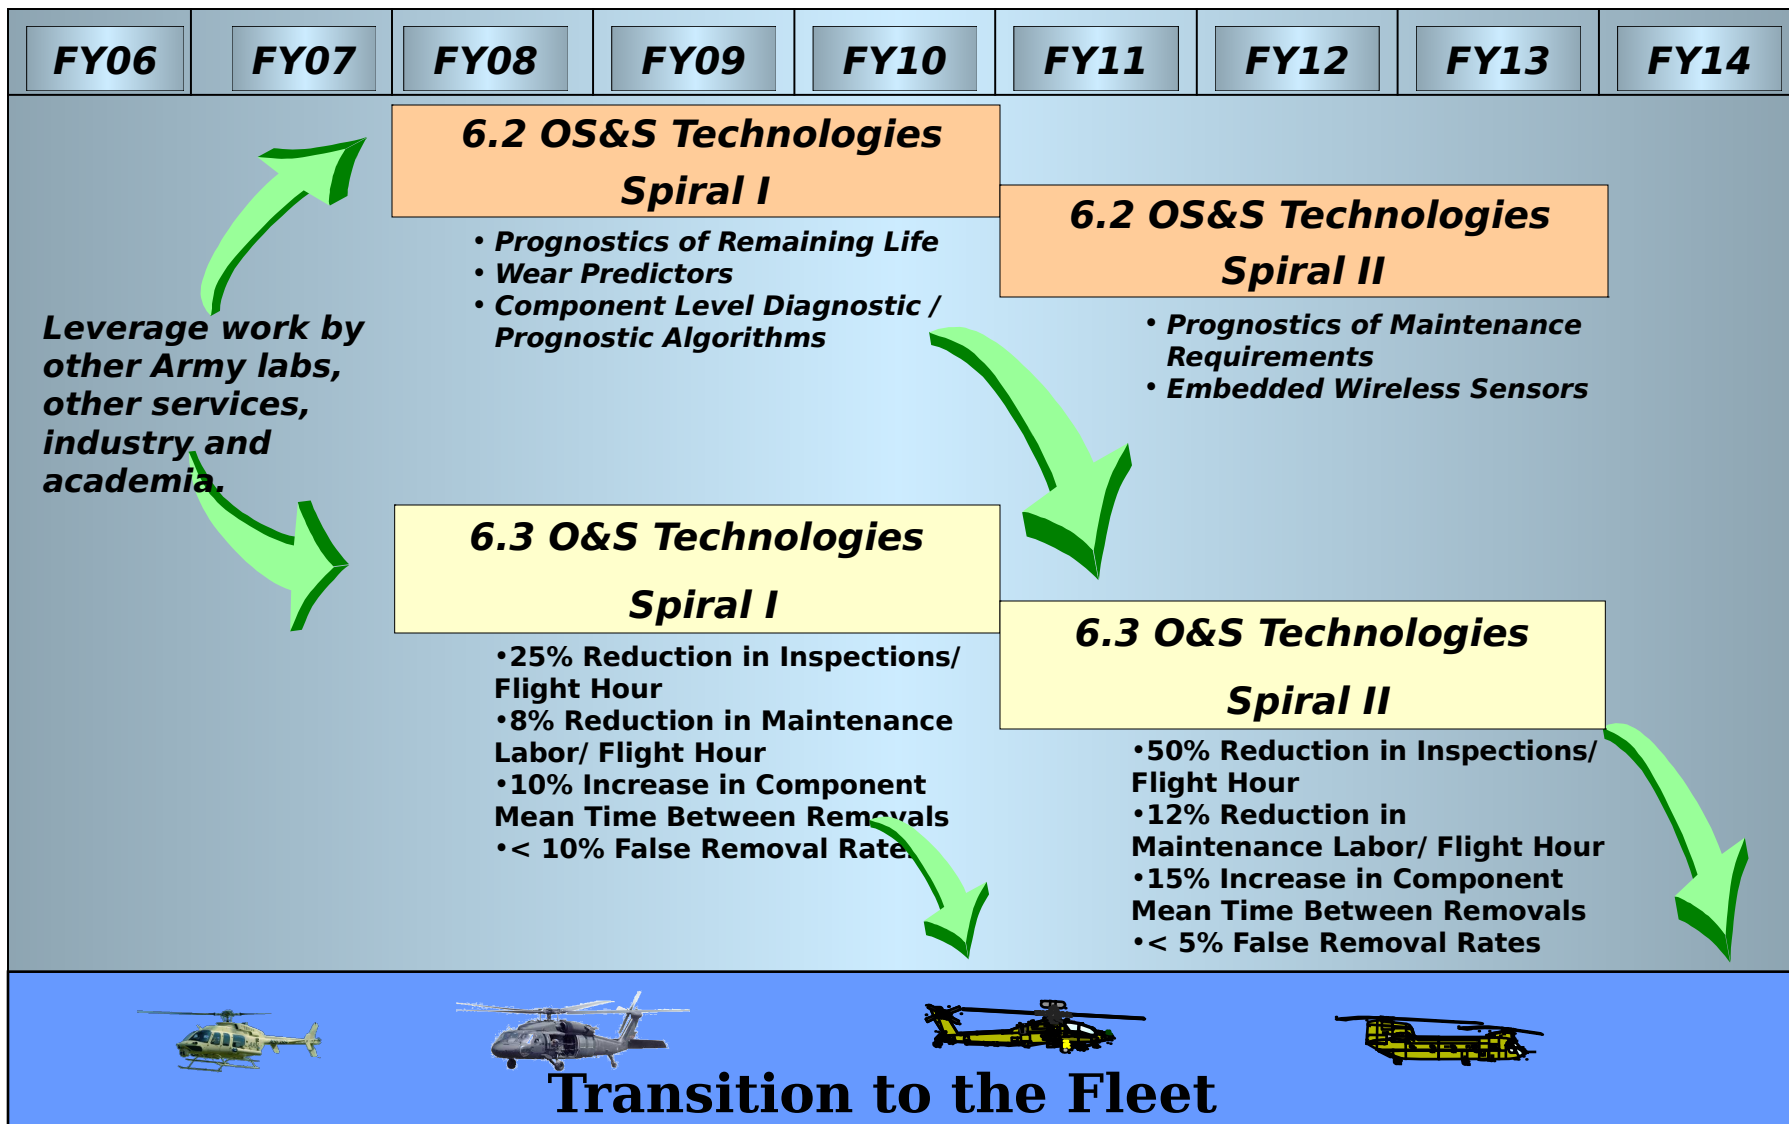 FY06
FY07
FY08
FY09
FY10
FY11
FY12
FY13
FY14
6.2 OS&S Technologies
Spiral I
• Prognostics of Remaining Life
• Wear Predictors
• Component Level Diagnostic /
Prognostic Algorithms
6.2 OS&S Technologies
Spiral II
• Prognostics of Maintenance
Requirements
• Embedded Wireless Sensors
Leverage work by
other Army labs,
other services,
industry and
academia.
6.3 O&S Technologies
Spiral I
•25% Reduction in Inspections/
Flight Hour
•8% Reduction in Maintenance
Labor/ Flight Hour
•10% Increase in Component
Mean Time Between Removals
•< 10% False Removal Rates
6.3 O&S Technologies
Spiral II
•50% Reduction in Inspections/
Flight Hour
•12% Reduction in
Maintenance Labor/ Flight Hour
•15% Increase in Component
Mean Time Between Removals
•< 5% False Removal Rates
Transition to the Fleet